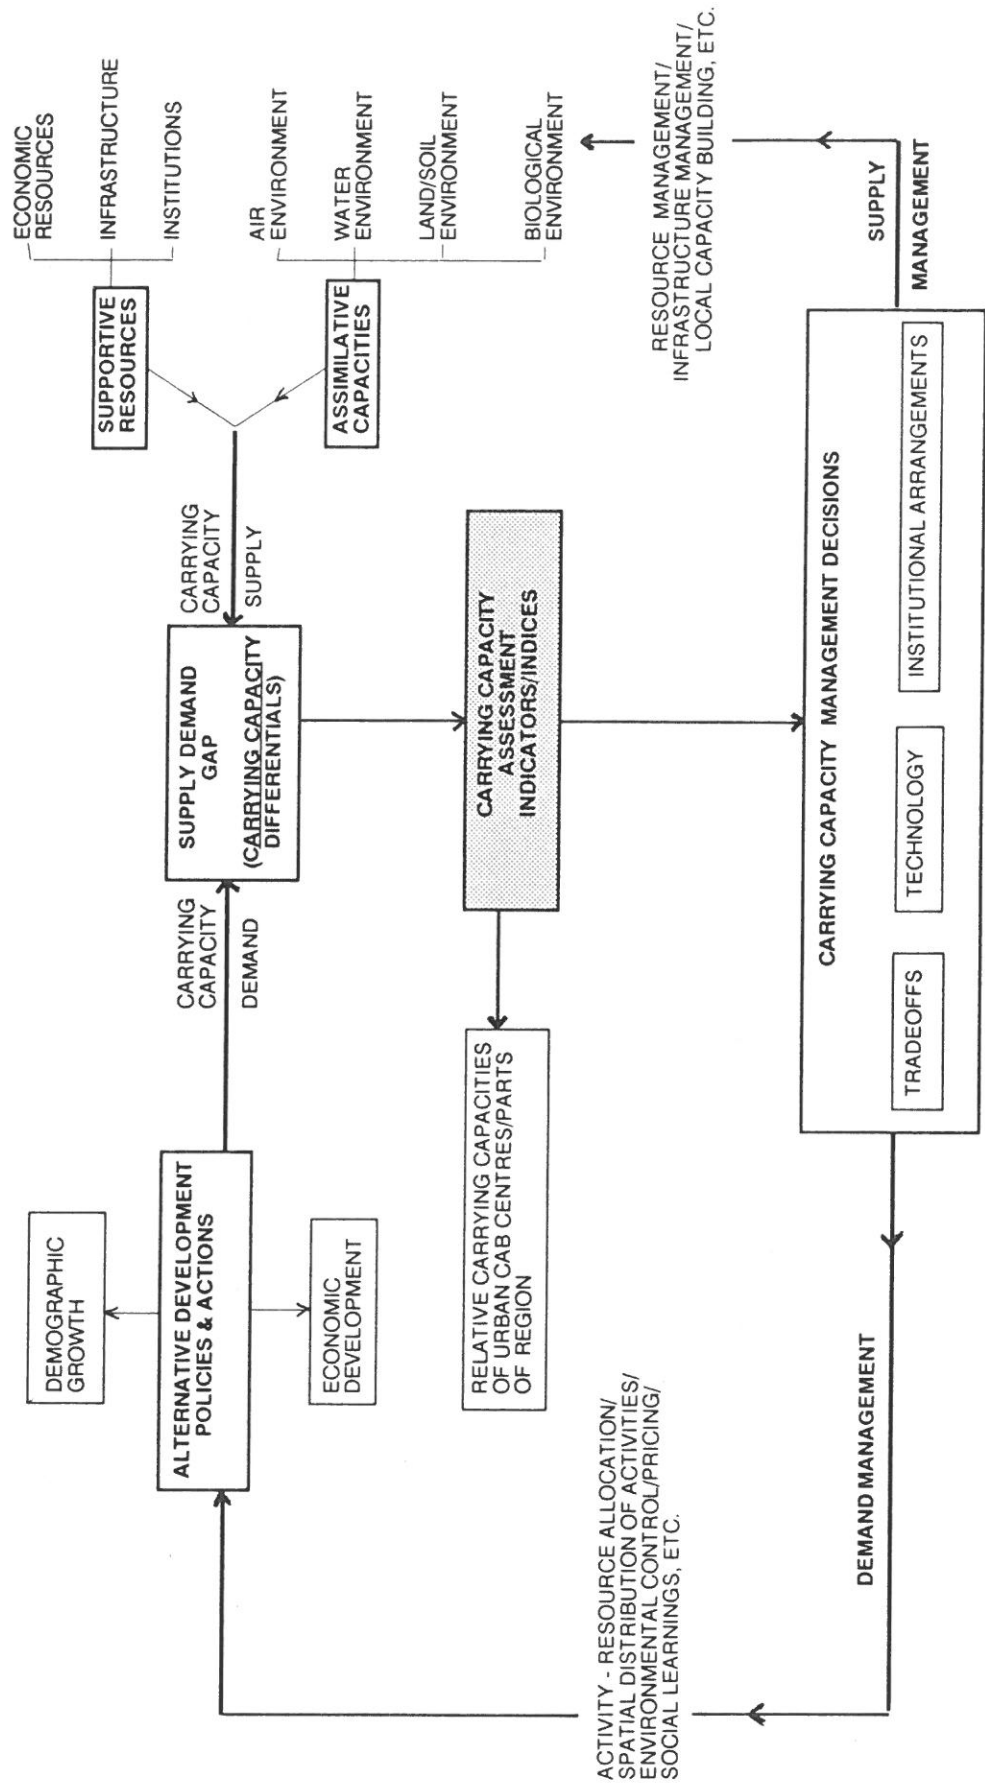 DEMOGRAPHIC
GROWTH
ALTERNATIVE DEVELOPMENT
POLICIES & ACTIONS
ECONOMIC
DEVELOPMENT
CARRYING
CAPACITY
DEMAND
SUPPLY DEMAND
GAP
(CARRYING CAPACITY
DIFFERENTIALS)
CARRYING
CAPACITY
SUPPLY
SUPPORTIVE
RESOURCES
ECONOMIC
RESOURCES
INFRASTRUCTURE
INSTITUTIONS
ASSIMILATIVE
CAPACITIES
AIR
ENVIRONMENT
WATER
ENVIRONMENT
LAND/SOIL
ENVIRONMENT
BIOLOGICAL
ENVIRONMENT
RELATIVE CARRYING CAPACITIES
OF URBAN CAB CENTRES/PARTS
OF REGION
CARRYING CAPACITY
ASSESSMENT
INDICATORS/INDICES
ACTIVITY - RESOURCE ALLOCATION/
SPATIAL DISTRIBUTION OF ACTIVITIES/
ENVIRONMENTAL CONTROL/PRICING/
SOCIAL LEARNINGS, ETC.
RESOURCE MANAGEMENT/
INFRASTRUCTURE MANAGEMENT/
LOCAL CAPACITY BUILDING, ETC.
DEMAND MANAGEMENT
CARRYING CAPACITY MANAGEMENT DECISIONS
TRADEOFFS
TECHNOLOGY
INSTITUTIONAL ARRANGEMENTS
SUPPLY
MANAGEMENT